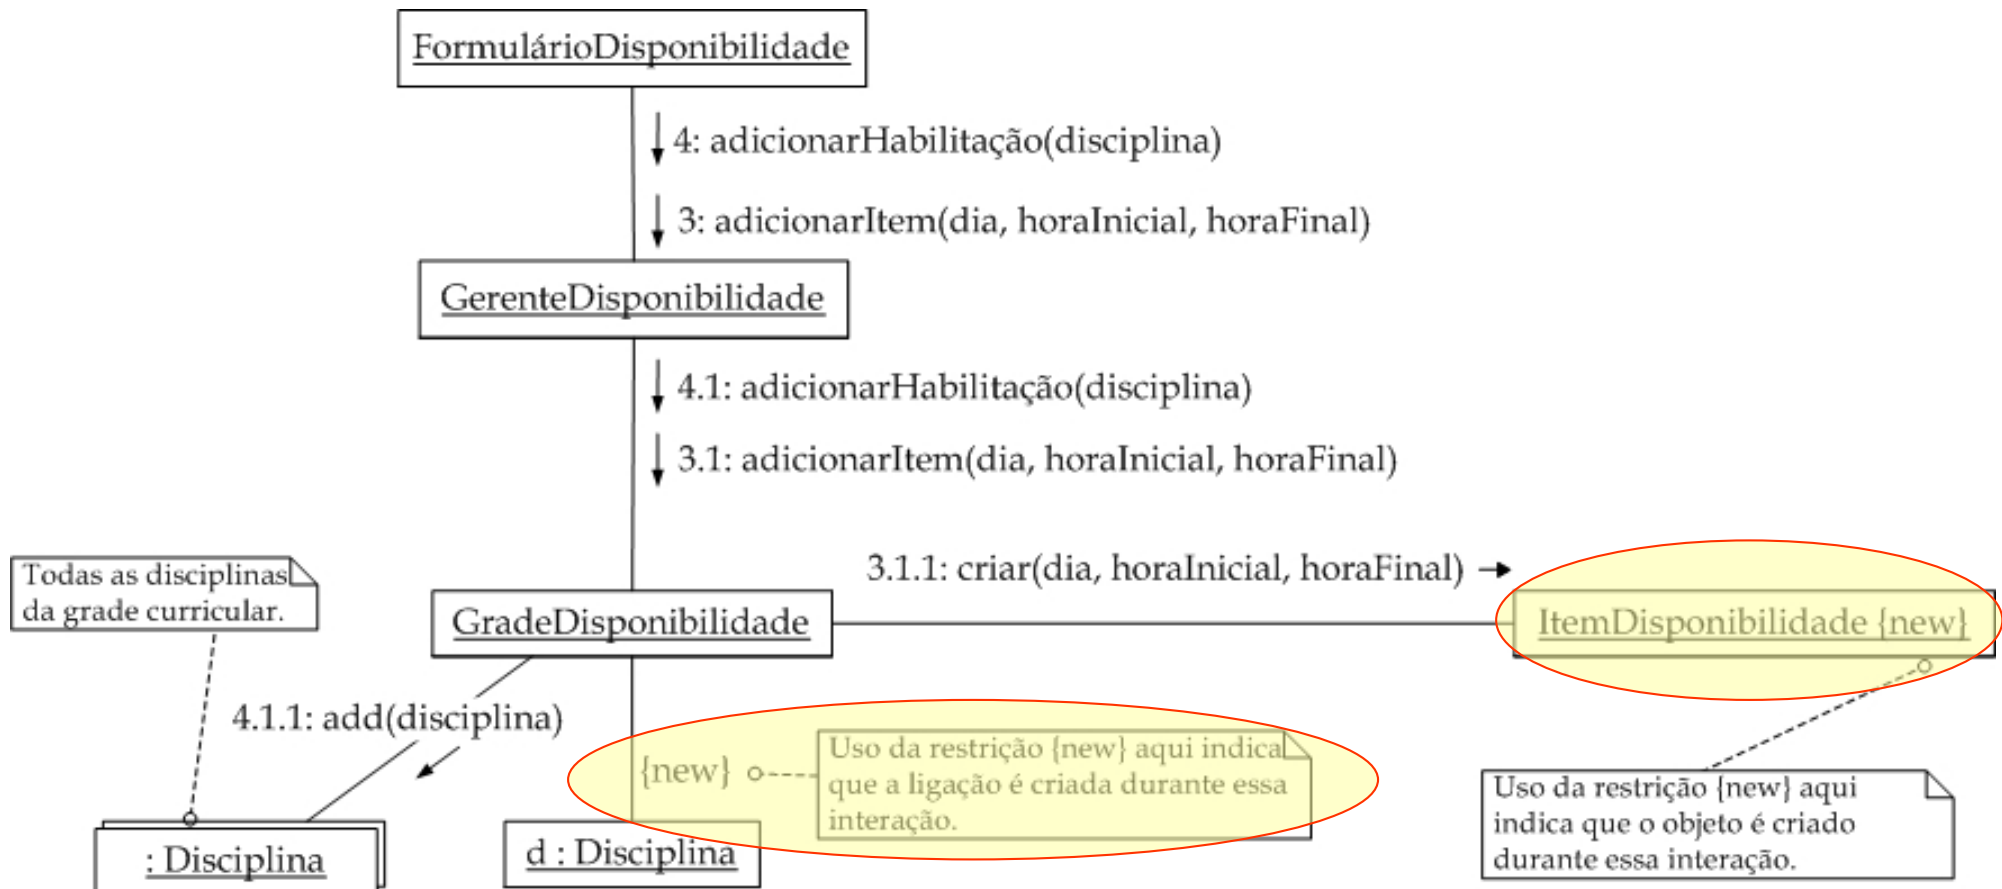 FormulárioDisponibilidade
4: adicionarHabilitação(disciplina)
3: adicionarItem(dia, horaInicial, horaFinal)
GerenteDisponibilidade
4.1: adicionarHabilitação(disciplina)
3.1: adicionarItem(dia, horaInicial, horaFinal)
Todas as disciplinas
da grade curricular.
3.1.1: criar(dia, horaInicial, horaFinal)
GradeDisponibilidade
ItemDisponibilidade {new}
4.1.1: add(disciplina)
{new}
Uso da restrição {new} aqui indica
que a ligação é criada durante essa
interação.
Uso da restrição {new} aqui
indica que o objeto é criado
durante essa interação.
: Disciplina
d : Disciplina